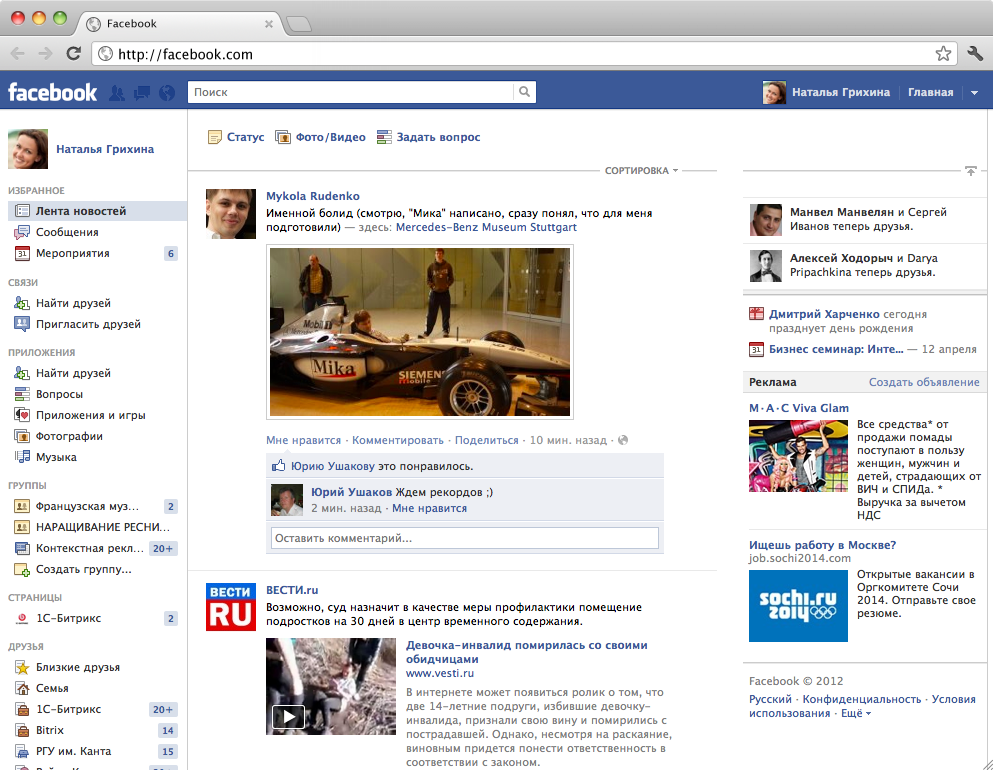 Facebook
http://facebook.com
facebook
Поиск
Наталья Грихина
Главная
Наталья Грихина
ИЗБРАННОЕ
Лента новостей
Сообщения
Мероприятия 6
СВЯЗИ
Найти друзей
Пригласить друзей
ПРИЛОЖЕНИЯ
Найти друзей
Вопросы
Приложения и игры
Фотографии
Музыка
ГРУППЫ
Французская муз... 2
НАРАЩИВАНИЕ РЕСНИ...
Контекстная рекл... 20+
Создать группу...
СТРАНИЦЫ
1С-Битрикс 2
ДРУЗЬЯ
Близкие друзья
Семья
1С-Битрикс 20+
Bitrix 14
РГУ им. Канта 15
Статус Фото/Видео Задать вопрос
СОРТИРОВКА
Mykola Rudenko
Именной болид (смотрю, "Мика" написано, сразу понял, что для меня
подготовили) — здесь: Mercedes-Benz Museum Stuttgart
Mobil
Mika
SIEMENS
mobile
Мне нравится · Комментировать · Поделиться · 10 мин. назад ·
Юрию Ушакову это понравилось.
Юрий Ушаков Ждем рекордов ;)
2 мин. назад · Мне нравится
Оставить комментарий...
ВЕСТИ
RU
ВЕСТИ.ru
Возможно, суд назначит в качестве меры профилактики помещение
подростков на 30 дней в центр временного содержания.
Девочка-инвалид помирилась со своими
обидчицами
www.vesti.ru
В интернете может появиться ролик о том, что
две 14-летние подруги, избившие девочку-
инвалида, признали свою вину и помирились с
пострадавшей. Однако, несмотря на раскаяние,
виновным придется понести ответственность в
соответствии с законом.
Манвел Манвелян и Сергей
Иванов теперь друзья.
Алексей Ходорыч и Darya
Pripachkina теперь друзья.
Дмитрий Харченко сегодня
празднует день рождения
31 Бизнес семинар: Инте... — 12 апреля
Реклама
Создать объявление
M·A·C Viva Glam
Все средства* от
продажи помады
поступают в пользу
женщин, мужчин и
детей, страдающих от
ВИЧ и СПИДа. *
Выручка за вычетом
НДС
Ищешь работу в Москве?
job.sochi2014.com
sochi.ru
2014
Открытые вакансии в
Оргкомитете Сочи
2014. Отправьте свое
резюме.
Facebook © 2012
Русский · Конфиденциальность · Условия
использования · Ещё